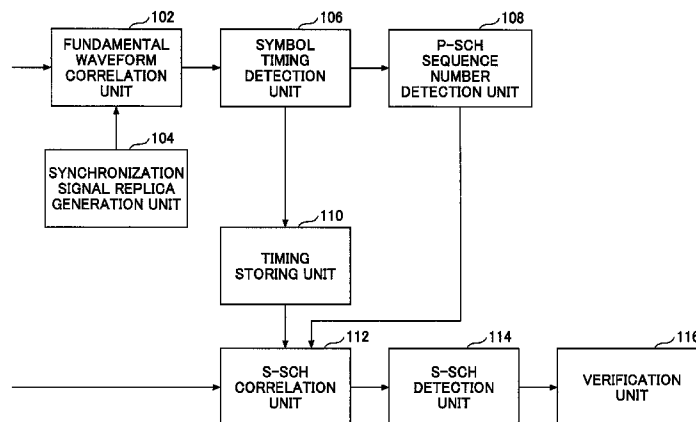 102
FUNDAMENTAL
WAVEFORM
CORRELATION
UNIT
106
SYMBOL
TIMING
DETECTION
UNIT
108
P-SCH
SEQUENCE
NUMBER
DETECTION UNIT
104
SYNCHRONIZATION
SIGNAL REPLICA
GENERATION UNIT
110
TIMING
STORING UNIT
112
S-SCH
CORRELATION
UNIT
114
S-SCH
DETECTION
UNIT
116
VERIFICATION
UNIT